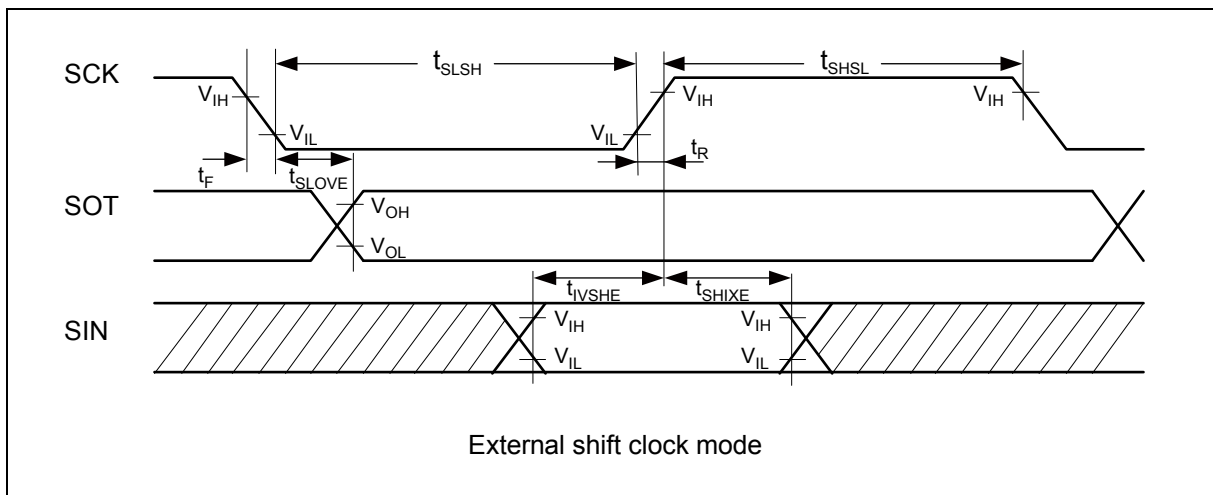 SCK
tSLSH
tSHSL
VIH
VIH
VIH
VIL
VIL
tR
tF
tSLOVE
SOT
VOH
VOL
tIVSHE
tSHIXE
SIN
VIH
VIH
VIL
VIL
External shift clock mode